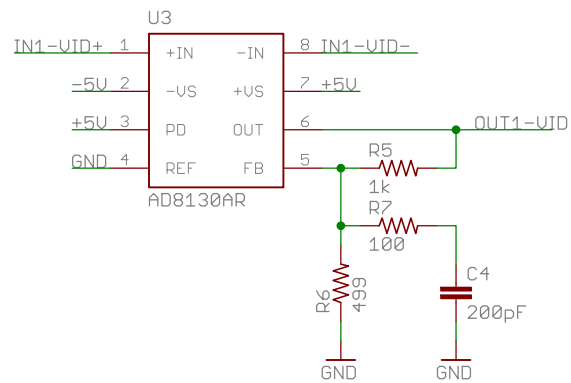 U3
IN1-VID+ 1 +IN -IN 8 IN1-VID-
-5V 2 -VS +VS 7 +5V
+5V 3 PD OUT 6 OUT1-VID
GND 4 REF FB 5
R5
1k
AD8130AR
R7
100
R6
499
C4
200pF
GND
GND